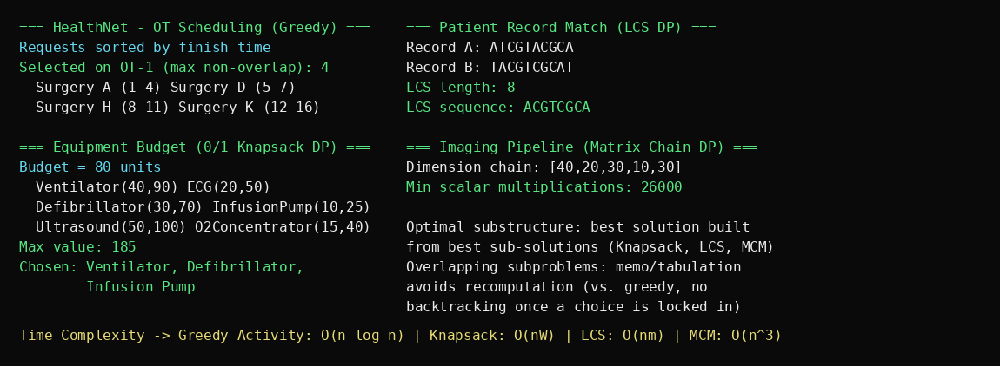 === HealthNet - OT Scheduling (Greedy) ===
Requests sorted by finish time
Selected on OT-1 (max non-overlap): 4
Surgery-A (1-4) Surgery-D (5-7)
Surgery-H (8-11) Surgery-K (12-16)
=== Equipment Budget (0/1 Knapsack DP) ===
Budget = 80 units
Ventilator(40,90) ECG(20,50)
Defibrillator(30,70) InfusionPump(10,25)
Ultrasound(50,100) O2Concentrator(15,40)
Max value: 185
Chosen: Ventilator, Defibrillator,
Infusion Pump
=== Patient Record Match (LCS DP) ===
Record A: ATCGTACGCA
Record B: TACGTCGCAT
LCS length: 8
LCS sequence: ACGTCGCA
=== Imaging Pipeline (Matrix Chain DP) ===
Dimension chain: [40,20,30,10,30]
Min scalar multiplications: 26000
Optimal substructure: best solution built
from best sub-solutions (Knapsack, LCS, MCM)
Overlapping subproblems: memo/tabulation
avoids recomputation (vs. greedy, no
backtracking once a choice is locked in)
Time Complexity -> Greedy Activity: O(n log n) | Knapsack: O(nW) | LCS: O(nm) | MCM: O(n^3)